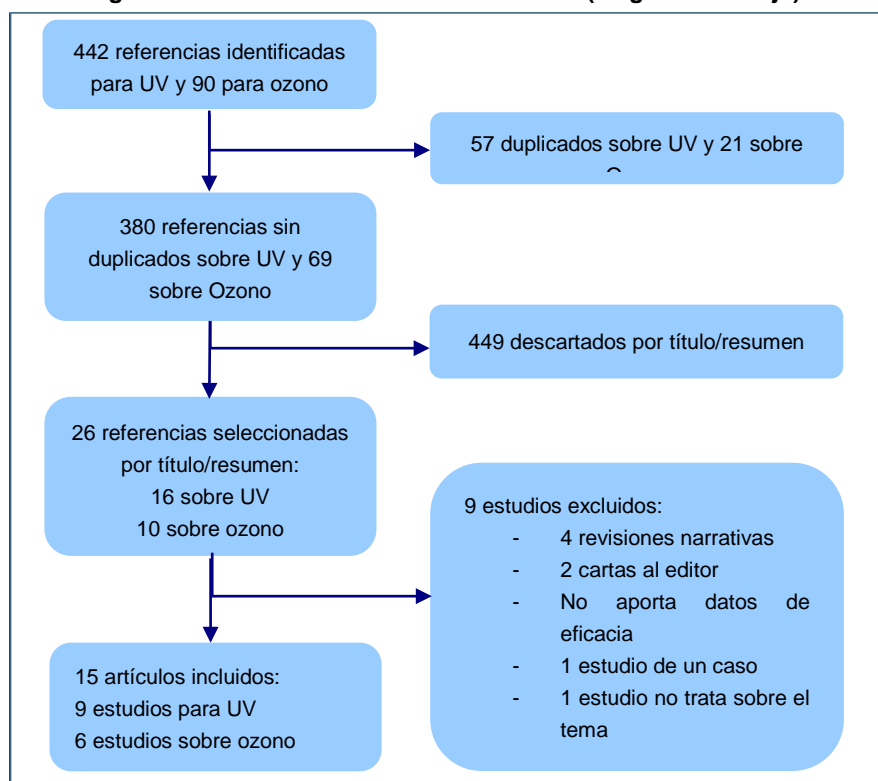 442 referencias identificadas
para UV y 90 para ozono
57 duplicados sobre UV y 21 sobre
380 referencias sin
duplicados sobre UV y 69
sobre Ozono
449 descartados por título/resumen
26 referencias seleccionadas
por título/resumen:
16 sobre UV
10 sobre ozono
9 estudios excluidos:
- 4 revisiones narrativas
- 2 cartas al editor
- No aporta datos de
eficacia
- 1 estudio de un caso
- 1 estudio no trata sobre el
tema
15 artículos incluidos:
9 estudios para UV
6 estudios sobre ozono